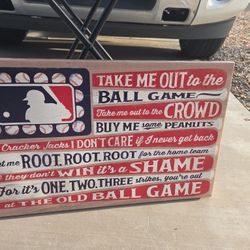 TAKE ME OUT to the
BALL GAME
Take me out to the CROWD
BUY ME some PEANUTS
Cracker Jacks I DON'T CARE if I never get back
me ROOT, ROOT, ROOT for the home team
they don't WIN it's a SHAME
For it's ONE, TWO, THREE strikes, you're out
at THE OLD BALL GAME